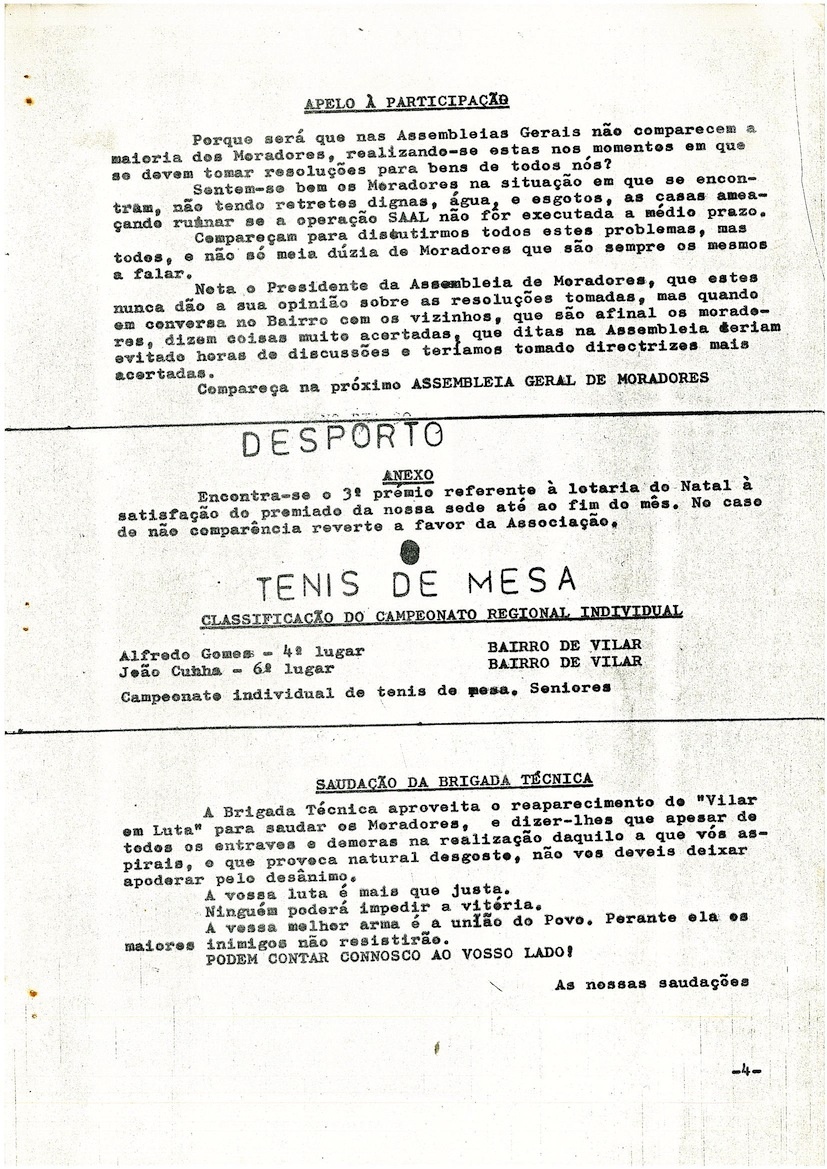 APELO À PARTICIPAÇÃO
Porque será que nas Assembleias Gerais não comparecem a
maioria dos Moradores, realizando-se estas nos momentos em que
se devem tomar resoluções para bens de todos nós?
Sentem-se bem os Moradores na situação em que se encon-
tram, não tendo retretes dignas, água, e esgotos, as casas amea-
çando ruínar se a operação SAAL não fôr executada a médio prazo.
Compareçam para discutirmos todos estes problemas, mas
todos, e não só meia dúzia de Moradores que são sempre os mesmos
a falar.
Nota o Presidente da Assembleia de Moradores, que estes
nunca dão a sua opinião sobre as resoluções tomadas, mas quando
em conversa no Bairro com os vizinhos, que são afinal os morado-
res, dizem coisas muito acertadas, que ditas na Assembleia teriam
evitado horas de discussões e teríamos tomado directrizes mais
acertadas.
Compareça na próximo ASSEMBLEIA GERAL DE MORADORES
DESPORTO
ANEXO
Encontra-se o 3º prémio referente à lotaria do Natal à
satisfação do premiado da nossa sede até ao fim do mês. No caso
de não comparência reverte a favor da Associação.
TENIS DE MESA
CLASSIFICAÇÃO DO CAMPEONATO REGIONAL INDIVIDUAL
Alfredo Gomes - 4º lugar BAIRRO DE VILAR
João Cunha - 6º lugar BAIRRO DE VILAR
Campeonato individual de tenis de mesa. Seniores
SAUDAÇÃO DA BRIGADA TÉCNICA
A Brigada Técnica aproveita o reaparecimento do "Vilar
em Luta" para saudar os Moradores, e dizer-lhes que apesar de
todos os entraves e demoras na realização daquilo a que vós as-
pirais, e que provoca natural desgosto, não vos deveis deixar
apoderar pelo desânimo.
A vossa luta é mais que justa.
Ninguém poderá impedir a vitória.
A vossa melhor arma é a união do Povo. Perante ela os
maiores inimigos não resistirão.
PODEM CONTAR CONNOSCO AO VOSSO LADO!
As nossas saudações
-4-